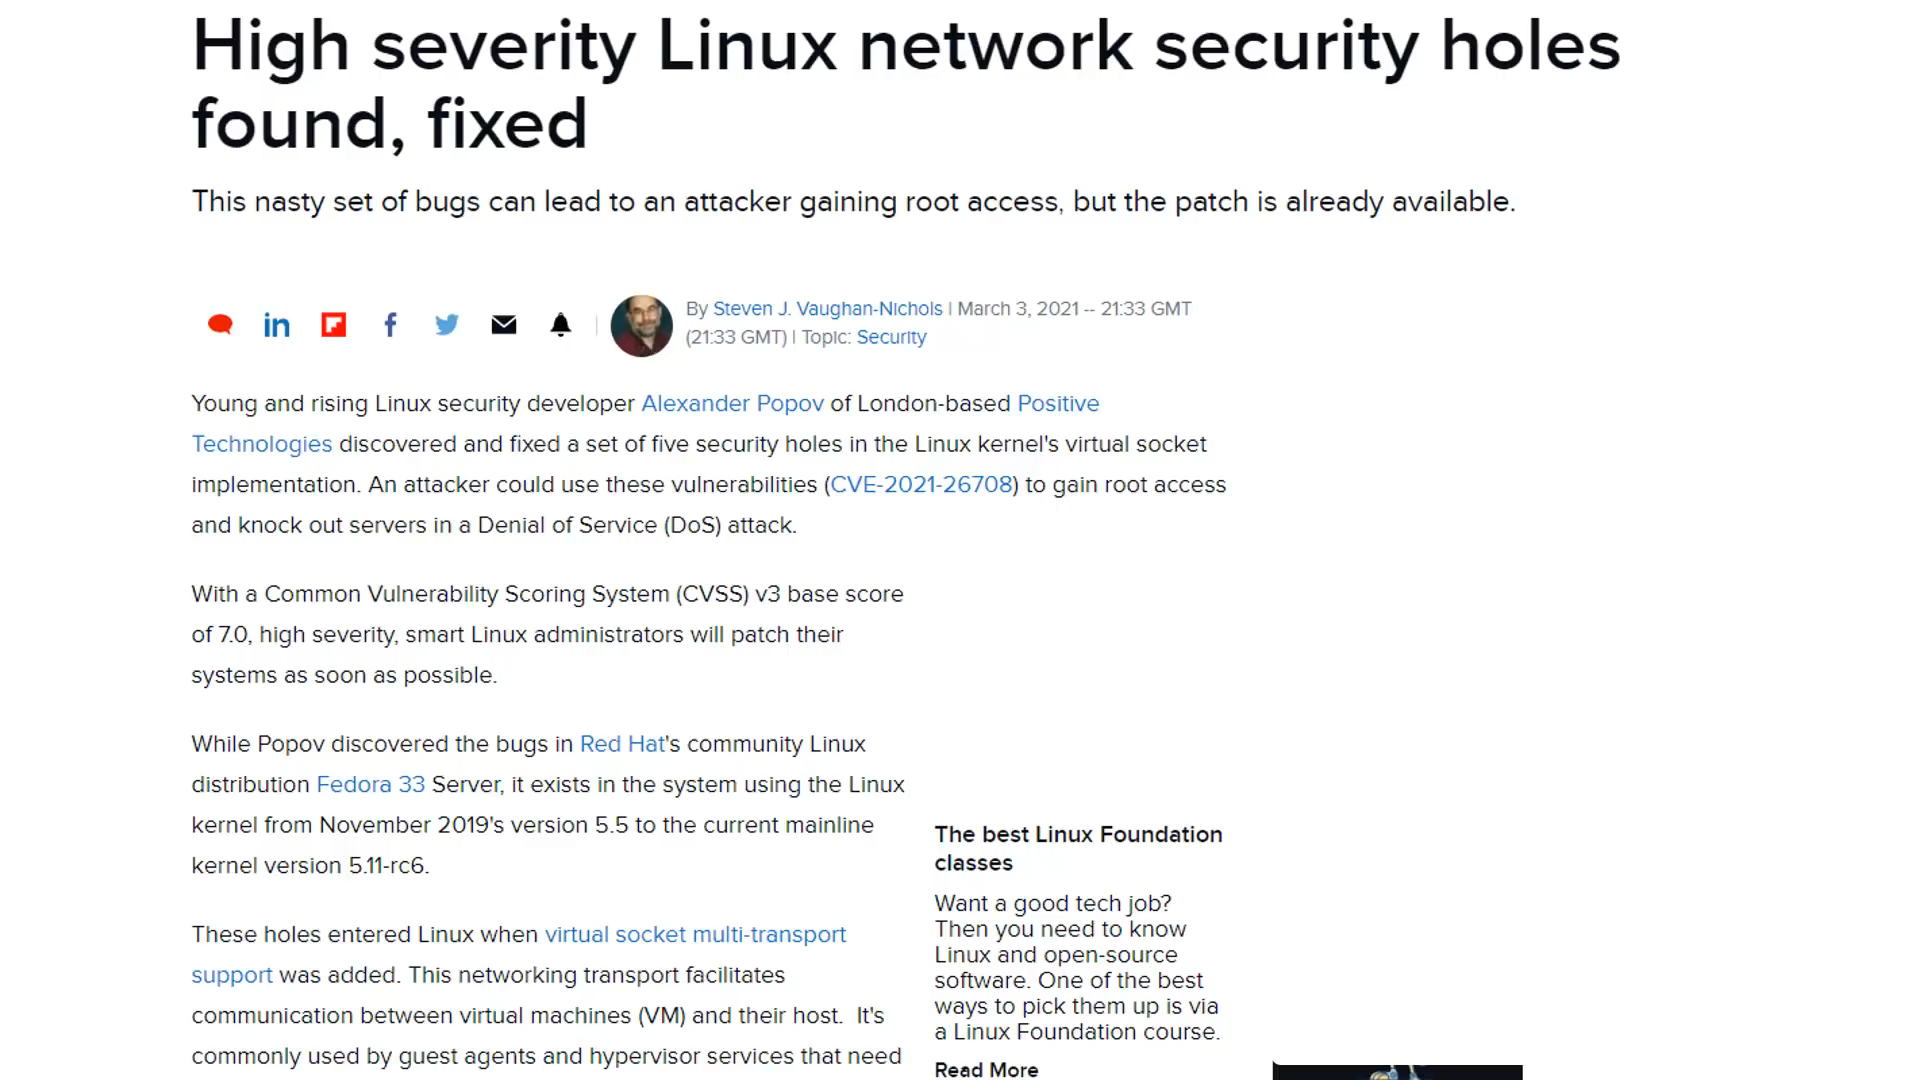 High severity Linux network security holes
found, fixed
This nasty set of bugs can lead to an attacker gaining root access, but the patch is already available.
By Steven J. Vaughan-Nichols | March 3, 2021 -- 21:33 GMT
(21:33 GMT) | Topic: Security
Young and rising Linux security developer Alexander Popov of London-based Positive
Technologies discovered and fixed a set of five security holes in the Linux kernel's virtual socket
implementation. An attacker could use these vulnerabilities (CVE-2021-26708) to gain root access
and knock out servers in a Denial of Service (DoS) attack.
With a Common Vulnerability Scoring System (CVSS) v3 base score
of 7.0, high severity, smart Linux administrators will patch their
systems as soon as possible.
While Popov discovered the bugs in Red Hat's community Linux
distribution Fedora 33 Server, it exists in the system using the Linux
kernel from November 2019's version 5.5 to the current mainline
kernel version 5.11-rc6.
These holes entered Linux when virtual socket multi-transport
support was added. This networking transport facilitates
communication between virtual machines (VM) and their host.  It's
commonly used by guest agents and hypervisor services that need
The best Linux Foundation
classes
Want a good tech job?
Then you need to know
Linux and open-source
software. One of the best
ways to pick them up is via
a Linux Foundation course.
Read More